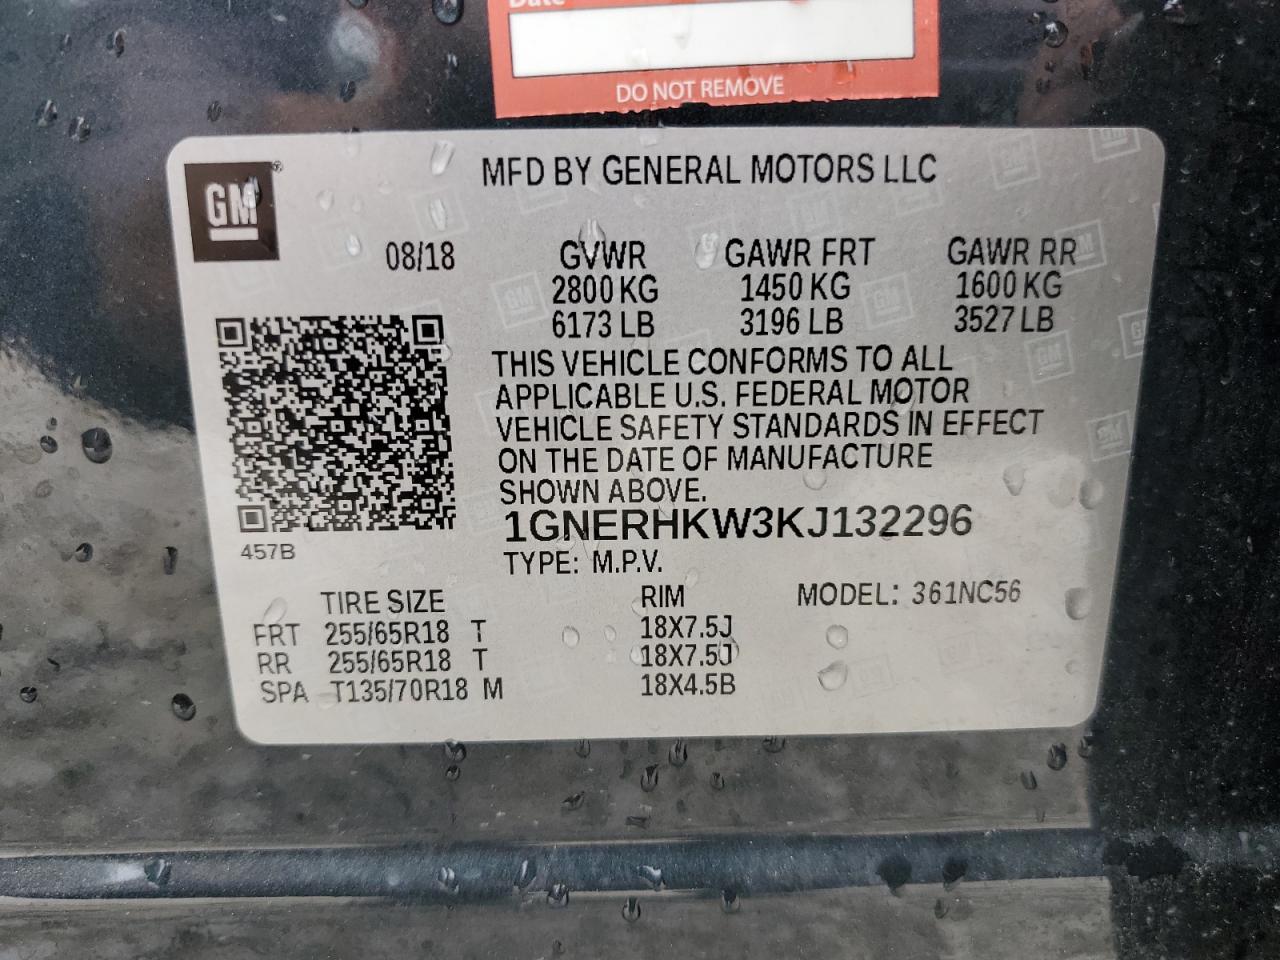 Date
DO NOT REMOVE
GM
MFD BY GENERAL MOTORS LLC
08/18 GVWR GAWR FRT GAWR RR
2800 KG 1450 KG 1600 KG
6173 LB 3196 LB 3527 LB
THIS VEHICLE CONFORMS TO ALL
APPLICABLE U.S. FEDERAL MOTOR
VEHICLE SAFETY STANDARDS IN EFFECT
ON THE DATE OF MANUFACTURE
SHOWN ABOVE.
1GNERHKW3KJ132296
457B
TYPE: M.P.V.
TIRE SIZE RIM MODEL: 361NC56
FRT 255/65R18 T 18X7.5J
RR 255/65R18 T 18X7.5J
SPA T135/70R18 M 18X4.5B